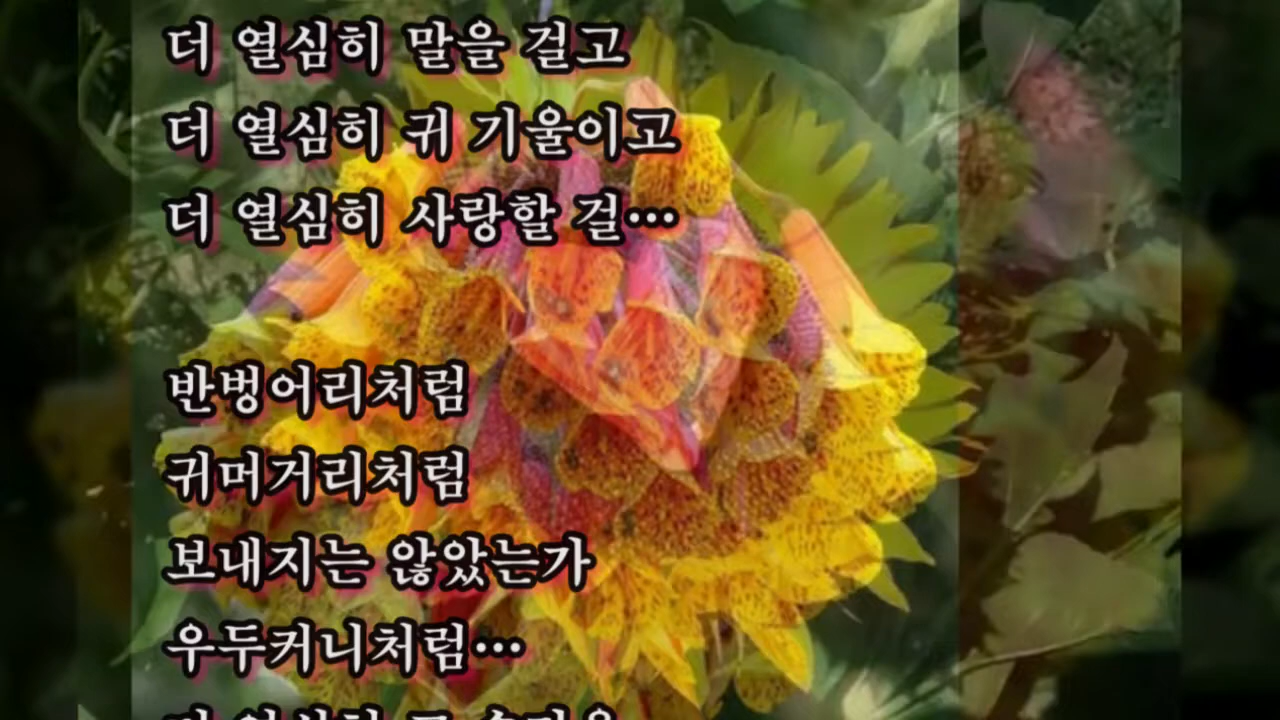 더 열심히 말을 걸고
더 열심히 귀 기울이고
더 열심히 사랑할 걸…
반벙어리처럼
귀머거리처럼
보내지는 않았는가
우두커니처럼…